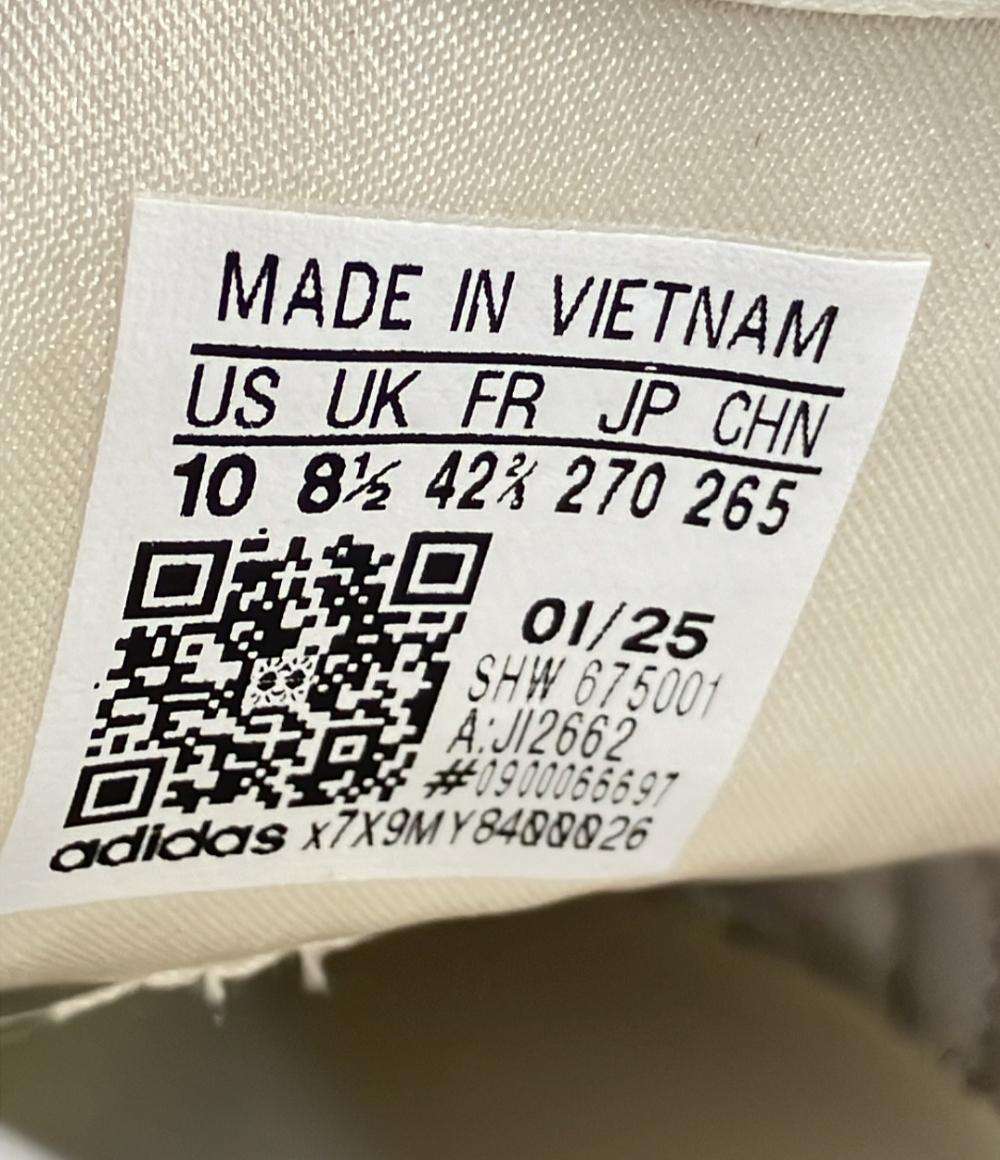 MADE IN VIETNAM
US UK FR JP CHN
10 8½ 42⅔ 270 265
01/25
SHW 675001
A:JI2662
#0900066697
adidas x7X9MY8400026